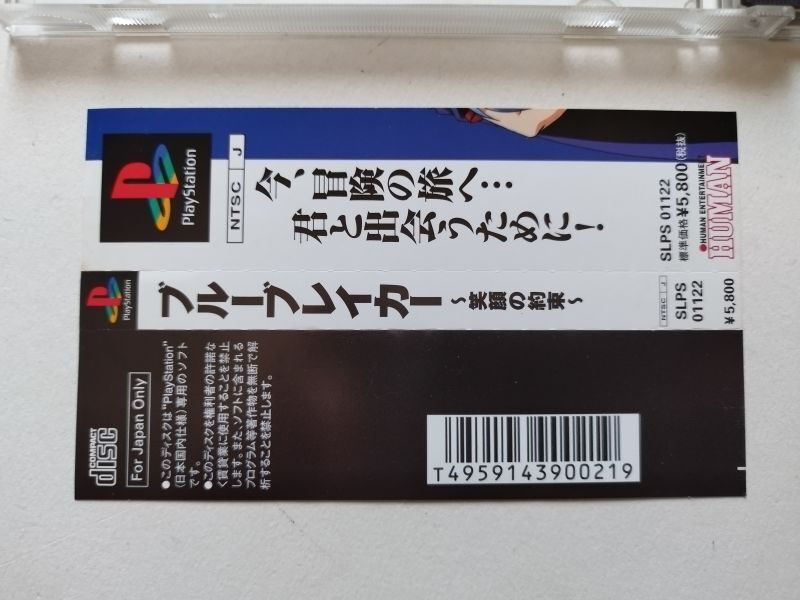 PlayStation
NTSC J
今、冒険の旅へ…
君と出会うために!
SLPS 01122
標準価格¥5,800(税抜)
HUMAN ENTERTAINMENT
HUMAN
PlayStation
ブルーブレイカー
〜笑顔の約束〜
NTSC J
SLPS
01122
¥5,800
COMPACT
disc
For Japan Only
●このディスクは"PlayStation"
(日本国内仕様)専用のソフト
です。
●このディスクを権利者の許諾な
く賃貸業に使用することを禁止
します。また、ソフトに含まれる
プログラム等著作物を無断で解
析することを禁止します。
T4959143900219